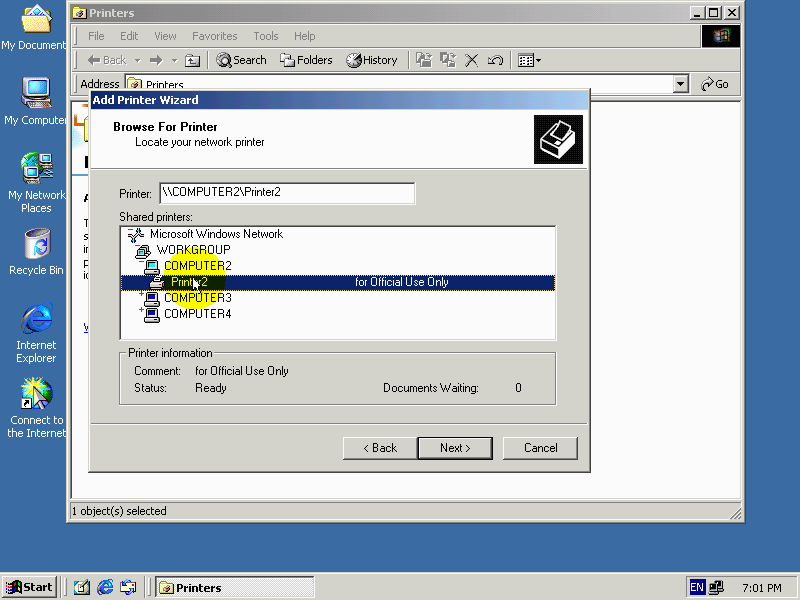 My Document
My Computer
My Network
Places
Recycle Bin
Internet
Explorer
Connect to
the Internet
Printers
File Edit View Favorites Tools Help
Back Search Folders History
Address Printers Go
Add Printer Wizard
Browse For Printer
Locate your network printer
Printer: \\COMPUTER2\Printer2
Shared printers:
Microsoft Windows Network
WORKGROUP
COMPUTER2
Printer2 for Official Use Only
COMPUTER3
COMPUTER4
Printer information
Comment: for Official Use Only
Status: Ready Documents Waiting: 0
< Back Next > Cancel
1 object(s) selected
Start Printers EN 7:01 PM